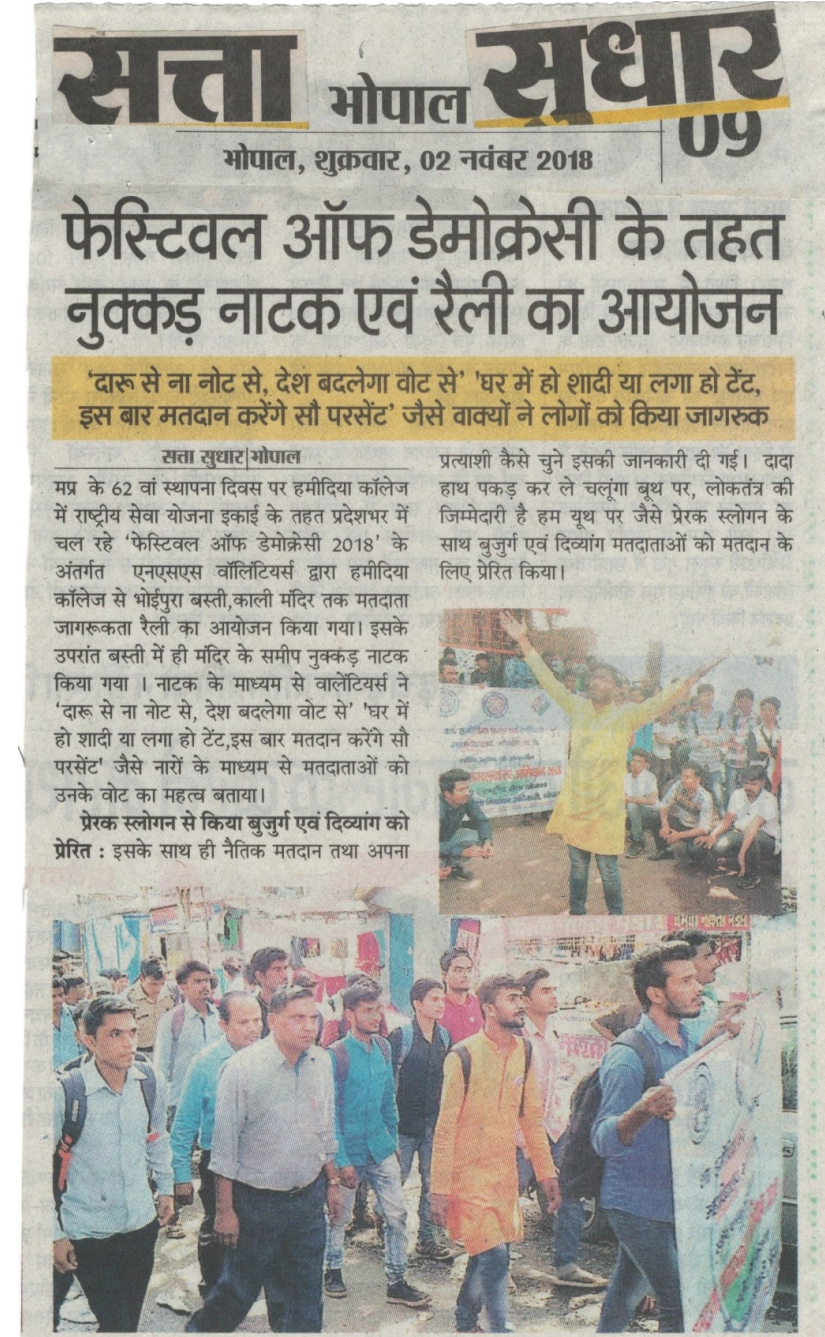 सत्ता सुधार
भोपाल
09
भोपाल, शुक्रवार, 02 नवंबर 2018
फेस्टिवल ऑफ डेमोक्रेसी के तहत
नुक्कड़ नाटक एवं रैली का आयोजन
'दारू से ना नोट से, देश बदलेगा वोट से' 'घर में हो शादी या लगा हो टेंट,
इस बार मतदान करेंगे सौ परसेंट' जैसे वाक्यों ने लोगों को किया जागरुक
सत्ता सुधार|भोपाल
मप्र के 62 वां स्थापना दिवस पर हमीदिया कॉलेज
में राष्ट्रीय सेवा योजना इकाई के तहत प्रदेशभर में
चल रहे 'फेस्टिवल ऑफ डेमोक्रेसी 2018' के
अंतर्गत एनएसएस वॉलिंटियर्स द्वारा हमीदिया
कॉलेज से भोईपुरा बस्ती,काली मंदिर तक मतदाता
जागरूकता रैली का आयोजन किया गया। इसके
उपरांत बस्ती में ही मंदिर के समीप नुक्कड़ नाटक
किया गया । नाटक के माध्यम से वालेंटियर्स ने
'दारू से ना नोट से, देश बदलेगा वोट से' 'घर में
हो शादी या लगा हो टेंट,इस बार मतदान करेंगे सौ
परसेंट' जैसे नारों के माध्यम से मतदाताओं को
उनके वोट का महत्व बताया।
प्रेरक स्लोगन से किया बुजुर्ग एवं दिव्यांग को
प्रेरित : इसके साथ ही नैतिक मतदान तथा अपना
प्रत्याशी कैसे चुने इसकी जानकारी दी गई। दादा
हाथ पकड़ कर ले चलूंगा बूथ पर, लोकतंत्र की
जिम्मेदारी है हम यूथ पर जैसे प्रेरक स्लोगन के
साथ बुजुर्ग एवं दिव्यांग मतदाताओं को मतदान के
लिए प्रेरित किया।